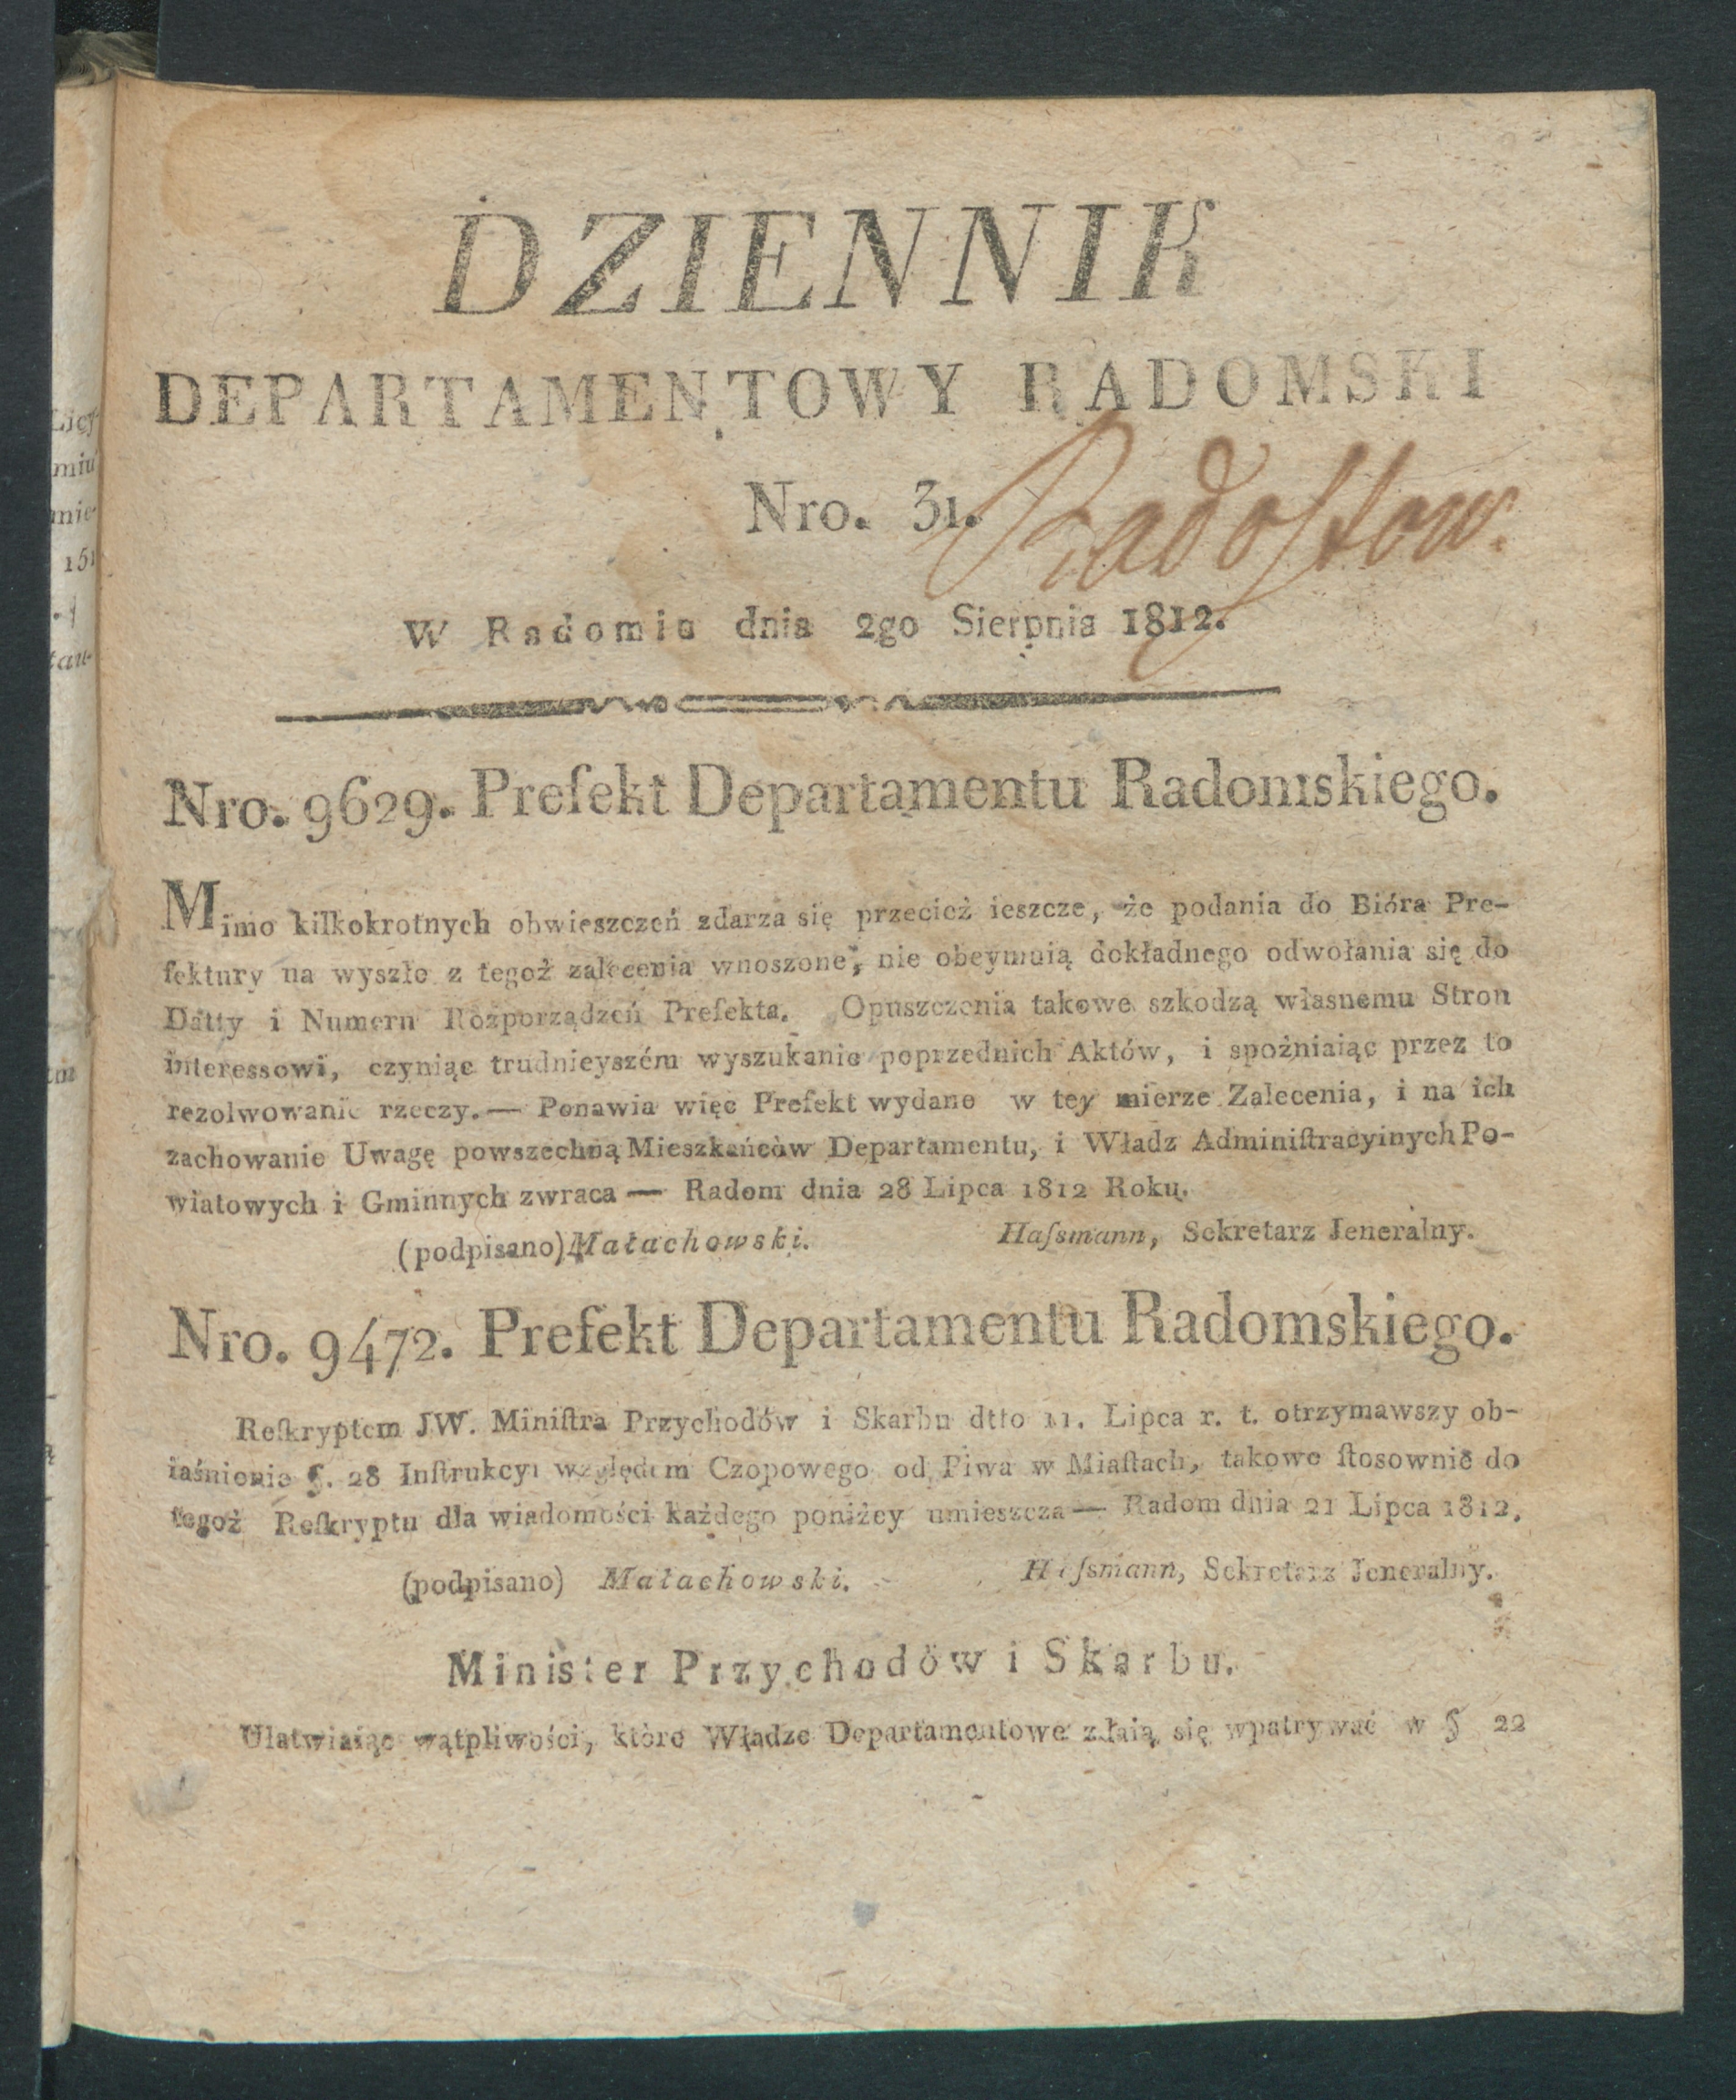 DZIENNIK
DEPARTAMENTOWY RADOMSKI
Nro. 31.
Radostow.
W Radomiu dnia 2go Sierpnia 1812.
Nro. 9629. Prefekt Departamentu Radomskiego.
Mimo kilkokrotnych obwieszczeń zdarza się przecież ieszcze, że podania do Bióra Pre-
fektury na wyszłe z tegoż zalecenia wnoszone, nie obeymuią dokładnego odwołania się do
Datty i Numeru Rozporządzeń Prefekta. Opuszczenia takowe szkodzą własnemu Stron
interessowi, czyniąc trudnieyszém wyszukanie poprzednich Aktów, i spoźniaiąc przez to
rezolwowanie rzeczy.— Ponawia więc Prefekt wydane w tey mierze Zalecenia, i na ich
zachowanie Uwagę powszechną Mieszkańców Departamentu, i Władz Adminiſtracyinych Po-
wiatowych i Gminnych zwraca — Radom dnia 28 Lipca 1812 Roku.
(podpisano) Małachowski. Haſsmann, Sekretarz Jeneralny.
Nro. 9472. Prefekt Departamentu Radomskiego.
Reſkryptem JW. Miniſtra Przychodów i Skarbu dtto 11. Lipca r. t. otrzymawszy ob-
iaśnienie §. 28 Inſtrukcyi względem Czopowego od Piwa w Miaſtach, takowe ſtosownie do
tegoż Reſkryptu dla wiadomości każdego poniżey umieszcza — Radom dnia 21 Lipca 1812.
(podpisano) Małachowski. Haſsmann, Sekretarz Jeneralny.
Minister Przychodów i Skarbu.
Ułatwiaiąc wątpliwości, które Władze Departamentowe zdaią się wpatrywać w § 22